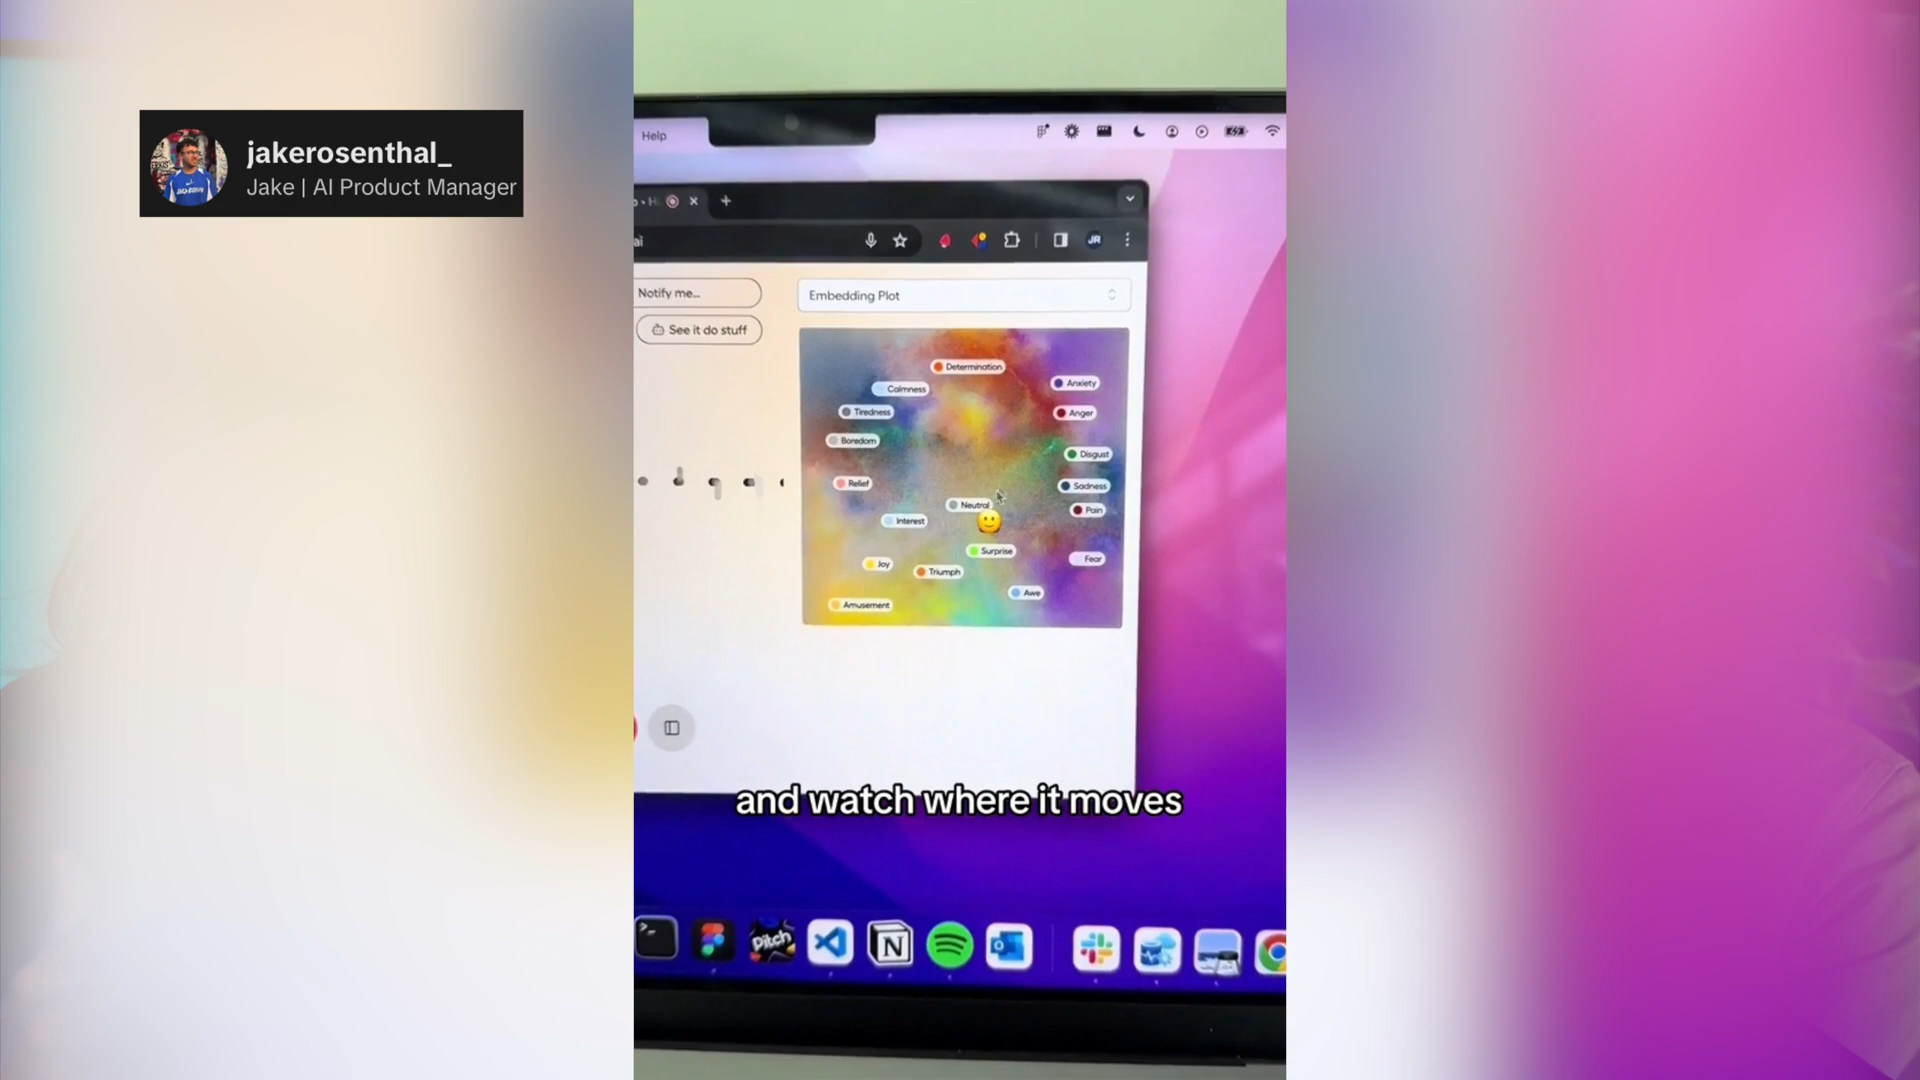 jakerosenthal_
Jake | AI Product Manager
Help
JR
Notify me...
Embedding Plot
See it do stuff
Determination
Calmness
Anxiety
Tiredness
Anger
Boredom
Disgust
Relief
Sadness
Neutral
Pain
Interest
Surprise
Fear
Joy
Triumph
Awe
Amusement
and watch where it moves
Pitch
N